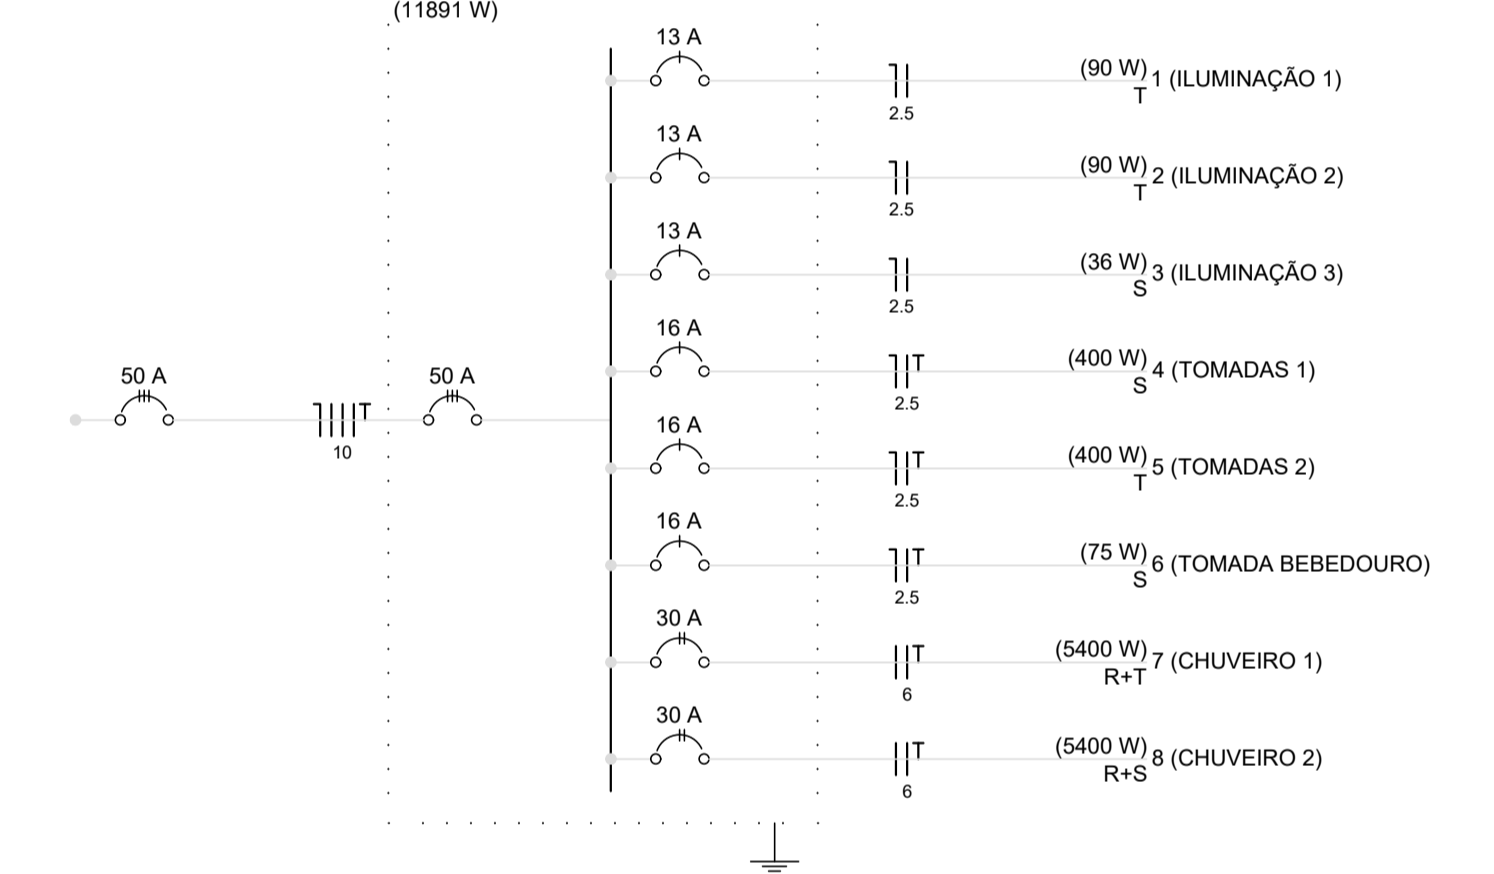 (11891 W)
13 A
(90 W)
1 (ILUMINAÇÃO 1)
T
2.5
13 A
(90 W)
2 (ILUMINAÇÃO 2)
T
2.5
13 A
(36 W)
3 (ILUMINAÇÃO 3)
S
2.5
16 A
(400 W)
4 (TOMADAS 1)
T
S
2.5
50 A
50 A
T
10
16 A
(400 W)
5 (TOMADAS 2)
T
T
2.5
16 A
(75 W)
6 (TOMADA BEBEDOURO)
T
S
2.5
30 A
(5400 W)
7 (CHUVEIRO 1)
T
R+T
6
30 A
(5400 W)
8 (CHUVEIRO 2)
T
R+S
6